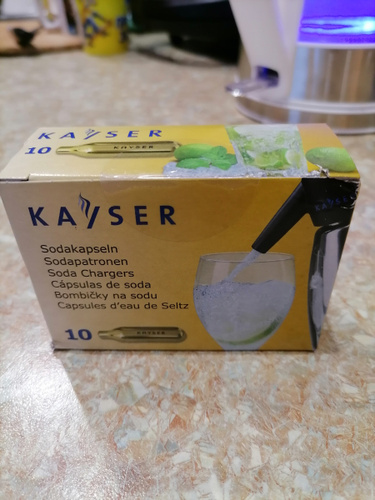 KAYSER
10 KAYSER
KAYSER
KAYSER
Sodakapseln
Sodapatronen
Soda Chargers
Cápsulas de soda
Bombičky na sodu
Capsules d'eau de Seltz
10 KAYSER